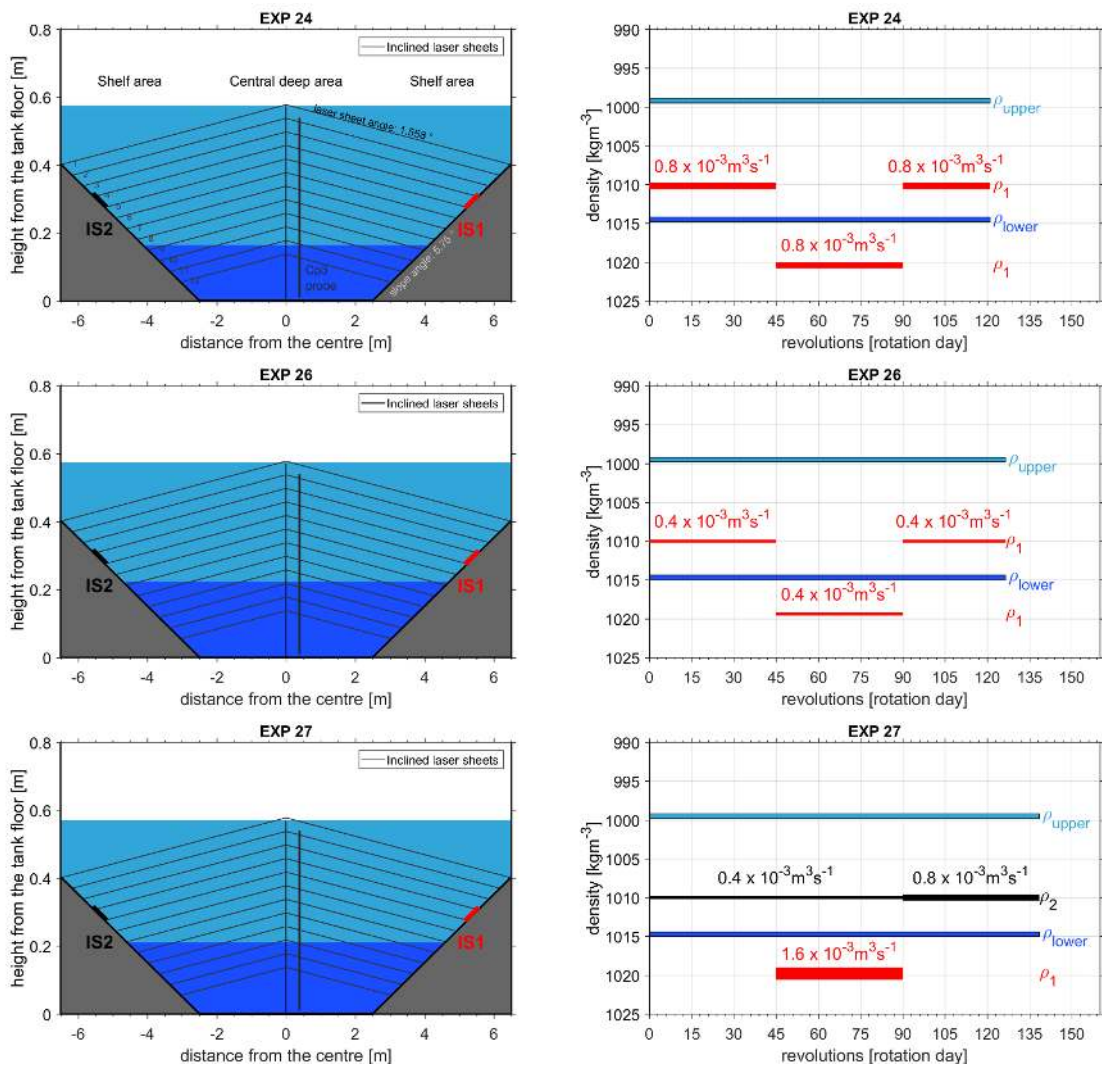 EXP 24
0.8
0.6
0.4
0.2
0
height from the tank floor [m]
Inclined laser sheets
Shelf area Central deep area Shelf area
laser sheet angle: 1.558 °
IS2
IS1
slope angle: 5.75 °
-6 -4 -2 0 2 4 6
distance from the centre [m]
EXP 24
990
995
1000
1005
1010
1015
1020
1025
density [kgm⁻³]
ρupper
0.8 x 10⁻³m³s⁻¹ 0.8 x 10⁻³m³s⁻¹
ρ₁
ρlower
0.8 x 10⁻³m³s⁻¹
ρ₁
0 15 30 45 60 75 90 105 120 135 150
revolutions [rotation day]
EXP 26
0.8
0.6
0.4
0.2
0
height from the tank floor [m]
Inclined laser sheets
IS2
IS1
-6 -4 -2 0 2 4 6
distance from the centre [m]
EXP 26
990
995
1000
1005
1010
1015
1020
1025
density [kgm⁻³]
ρupper
0.4 x 10⁻³m³s⁻¹ 0.4 x 10⁻³m³s⁻¹
ρ₁
ρlower
0.4 x 10⁻³m³s⁻¹
ρ₁
0 15 30 45 60 75 90 105 120 135 150
revolutions [rotation day]
EXP 27
0.8
0.6
0.4
0.2
0
height from the tank floor [m]
Inclined laser sheets
IS2
IS1
-6 -4 -2 0 2 4 6
distance from the centre [m]
EXP 27
990
995
1000
1005
1010
1015
1020
1025
density [kgm⁻³]
ρupper
0.4 x 10⁻³m³s⁻¹ 0.8 x 10⁻³m³s⁻¹
ρ₂
ρlower
1.6 x 10⁻³m³s⁻¹
ρ₁
0 15 30 45 60 75 90 105 120 135 150
revolutions [rotation day]